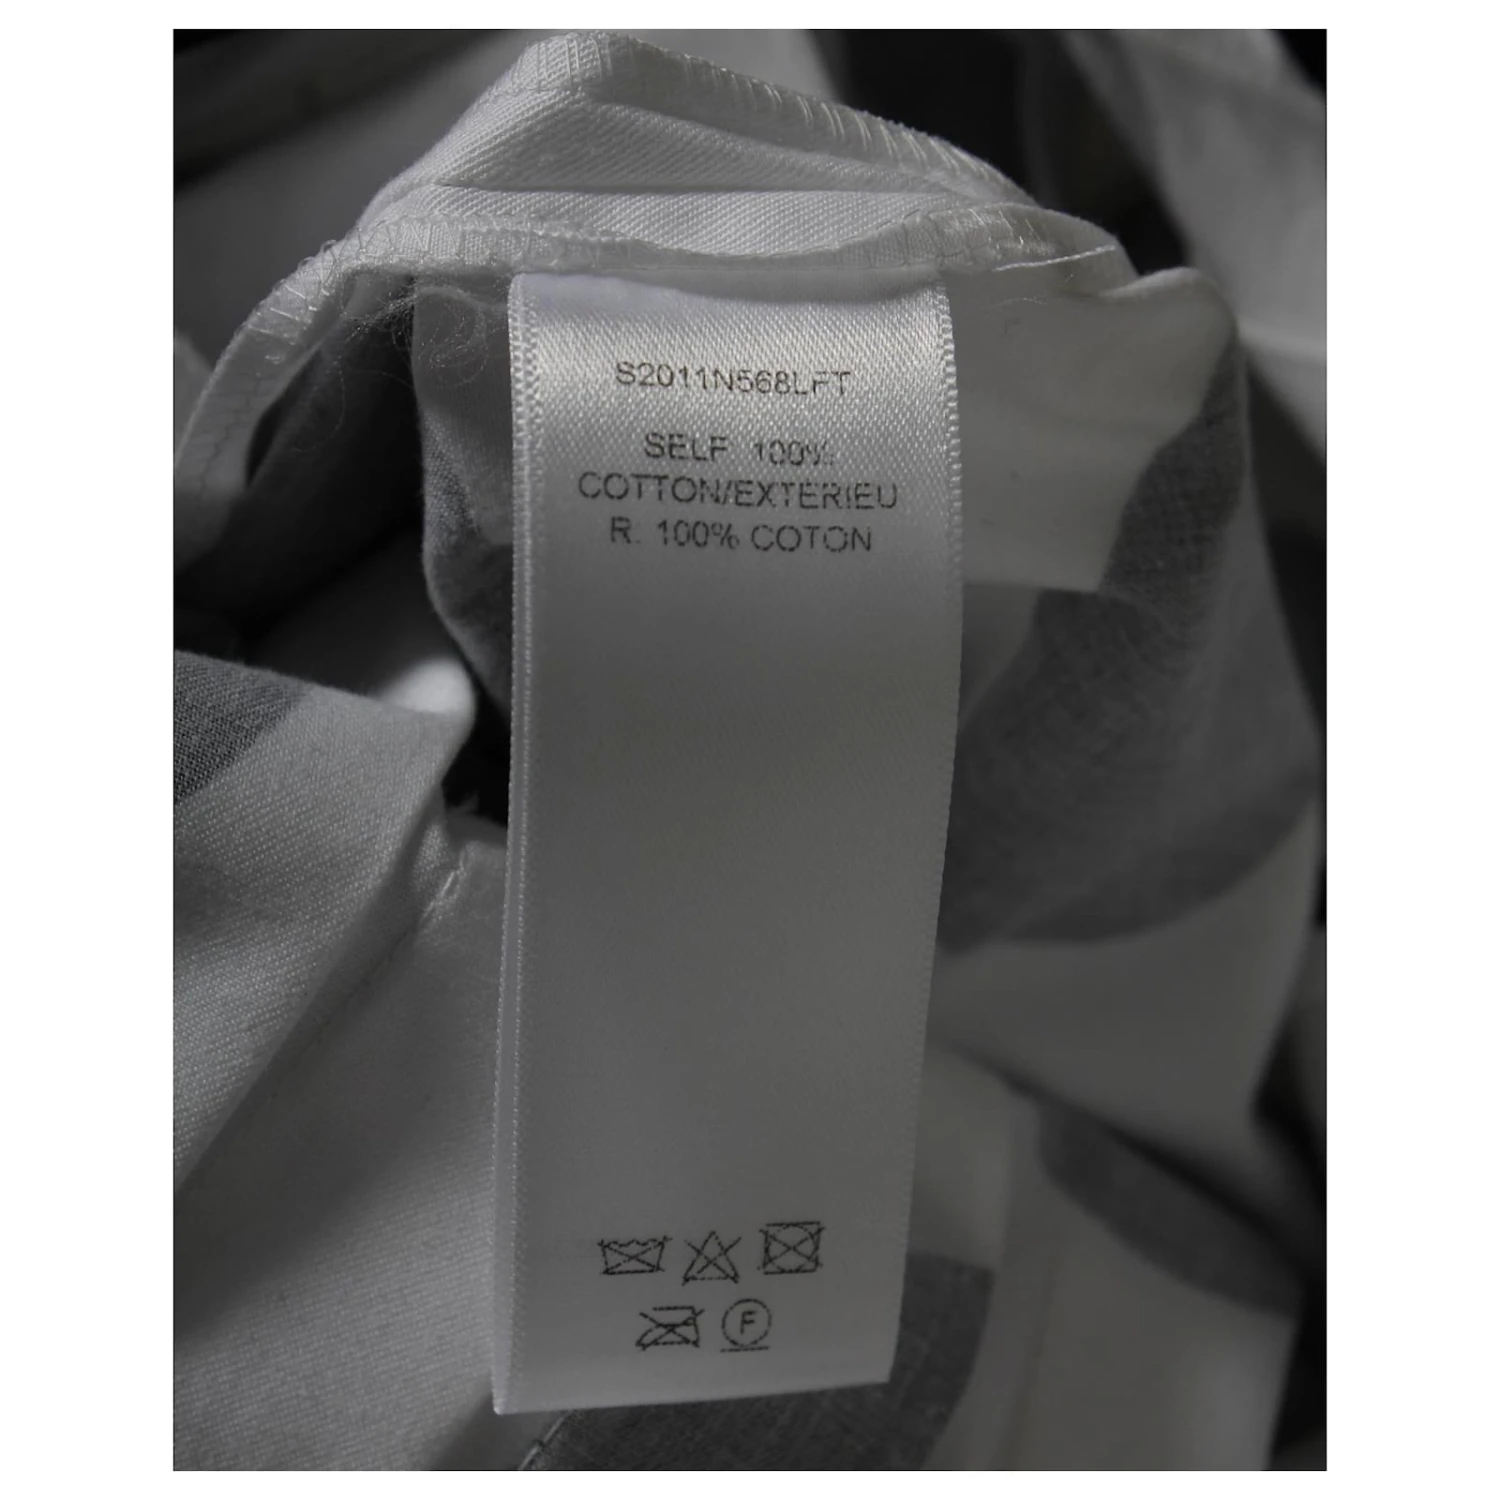 S2011N568LFT
SELF 100%
COTTON/EXTERIEU
R. 100% COTON
F